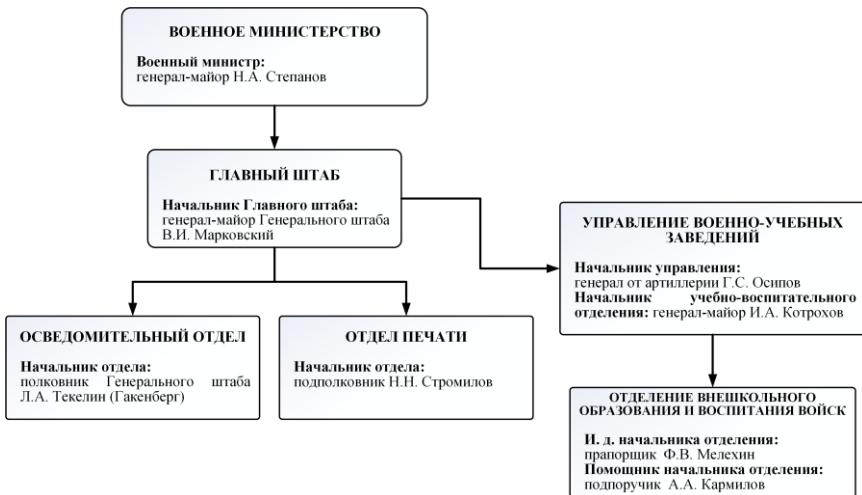 ВОЕННОЕ МИНИСТЕРСТВО
Военный министр:
генерал-майор Н.А. Степанов
ГЛАВНЫЙ ШТАБ
Начальник Главного штаба:
генерал-майор Генерального штаба
В.И. Марковский
УПРАВЛЕНИЕ ВОЕННО-УЧЕБНЫХ
ЗАВЕДЕНИЙ
Начальник управления:
генерал от артиллерии Г.С. Осипов
Начальник учебно-воспитательного
отделения: генерал-майор И.А. Котрохов
ОСВЕДОМИТЕЛЬНЫЙ ОТДЕЛ
Начальник отдела:
полковник Генерального штаба
Л.А. Текелин (Гакенберг)
ОТДЕЛ ПЕЧАТИ
Начальник отдела:
подполковник Н.Н. Стромилов
ОТДЕЛЕНИЕ ВНЕШКОЛЬНОГО
ОБРАЗОВАНИЯ И ВОСПИТАНИЯ ВОЙСК
И. д. начальника отделения:
прапорщик Ф.В. Мелехин
Помощник начальника отделения:
подпоручик А.А. Кармилов